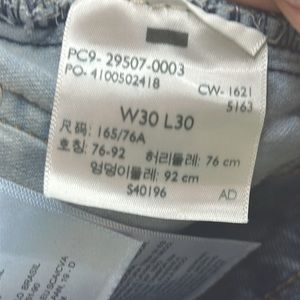 PC9- 29507-0003
PO- 4100502418
CW- 1621
5163
W30 L30
尺码: 165/76A
호칭: 76-92 허리둘레: 76 cm
엉덩이둘레: 92 cm
S40196
AD
BRASIL